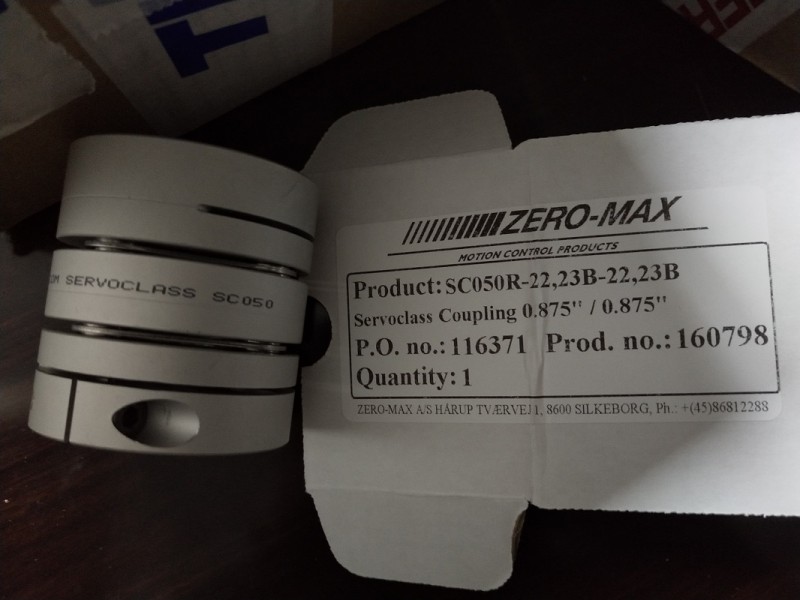 SERVOCLASS SC050
ZERO-MAX
MOTION CONTROL PRODUCTS
Product: SC050R-22,23B-22,23B
Servoclass Coupling 0.875" / 0.875"
P.O. no.: 116371 Prod. no.: 160798
Quantity: 1
ZERO-MAX A/S HÅRUP TVÆRVEJ 1, 8600 SILKEBORG, Ph.: +(45)86812288